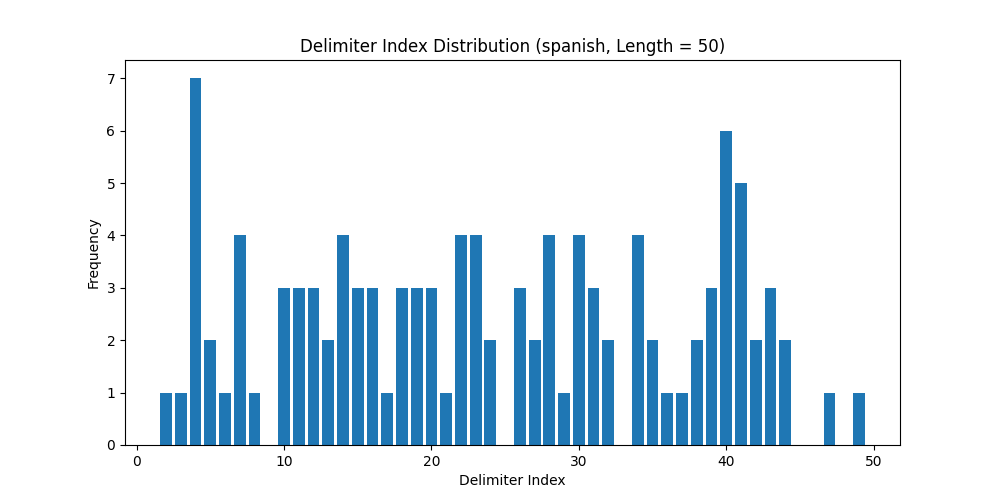 Delimiter Index Distribution (spanish, Length = 50)
7
6
5
4
3
2
1
0
Frequency
0 10 20 30 40 50
Delimiter Index